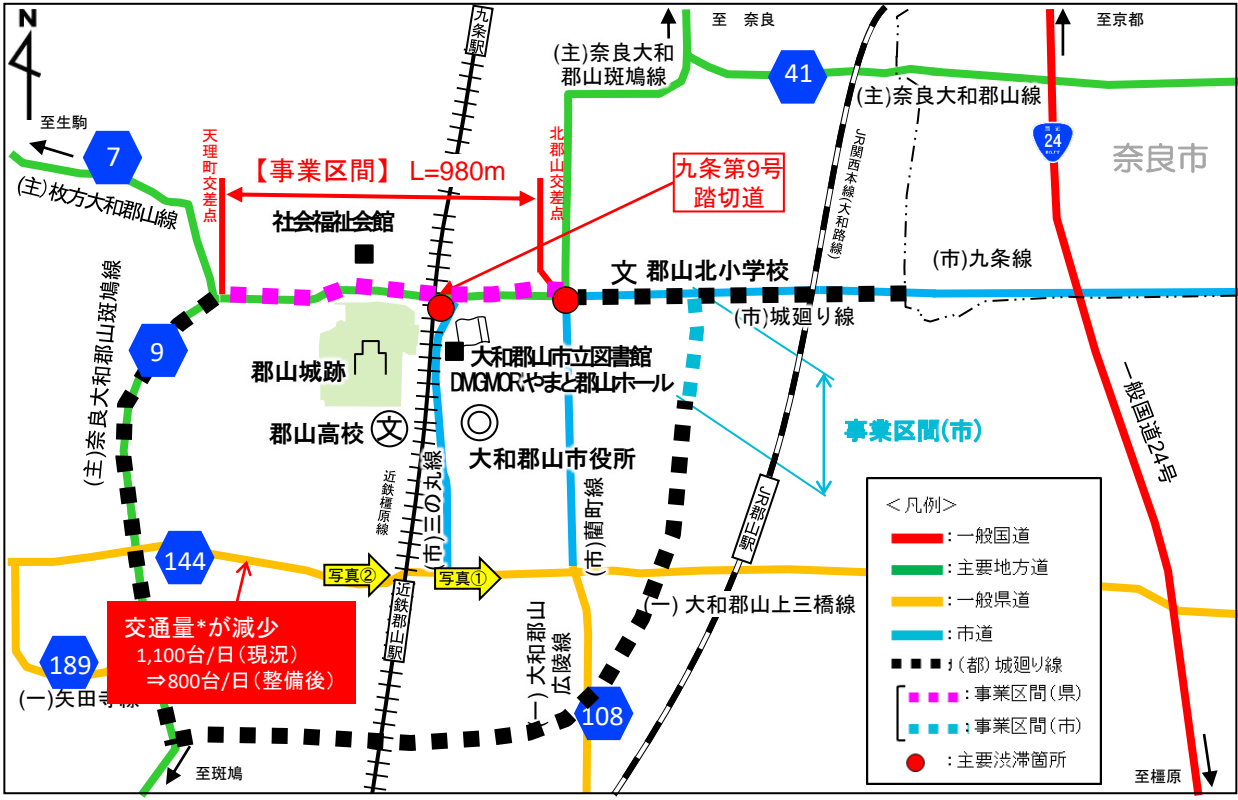 N
九条駅
至 奈良
至京都
(主)奈良大和
郡山斑鳩線
41
(主)奈良大和郡山線
至生駒
7
(主)枚方大和郡山線
天理町交差点
【事業区間】 L=980m
北郡山交差点
九条第9号
踏切道
JR関西本線(大和路線)
24
奈良市
社会福祉会館
文 郡山北小学校
(市)九条線
(市)城廻り線
(主)奈良大和郡山斑鳩線
9
郡山城跡
大和郡山市立図書館
DMGMORIやまと郡山ホール
郡山高校
文
大和郡山市役所
事業区間(市)
一般国道24号
近鉄橿原線
(市)三の丸線
(市)藺町線
JR郡山駅
144
写真②
写真①
近鉄郡山駅
(一)大和郡山上三橋線
交通量*が減少
1,100台/日(現況)
⇒800台/日(整備後)
189
(一)矢田寺線
(一)大和郡山
広陵線
108
至斑鳩
至橿原
<凡例>
:一般国道
:主要地方道
:一般県道
:市道
:(都)城廻り線
:事業区間(県)
:事業区間(市)
:主要渋滞箇所